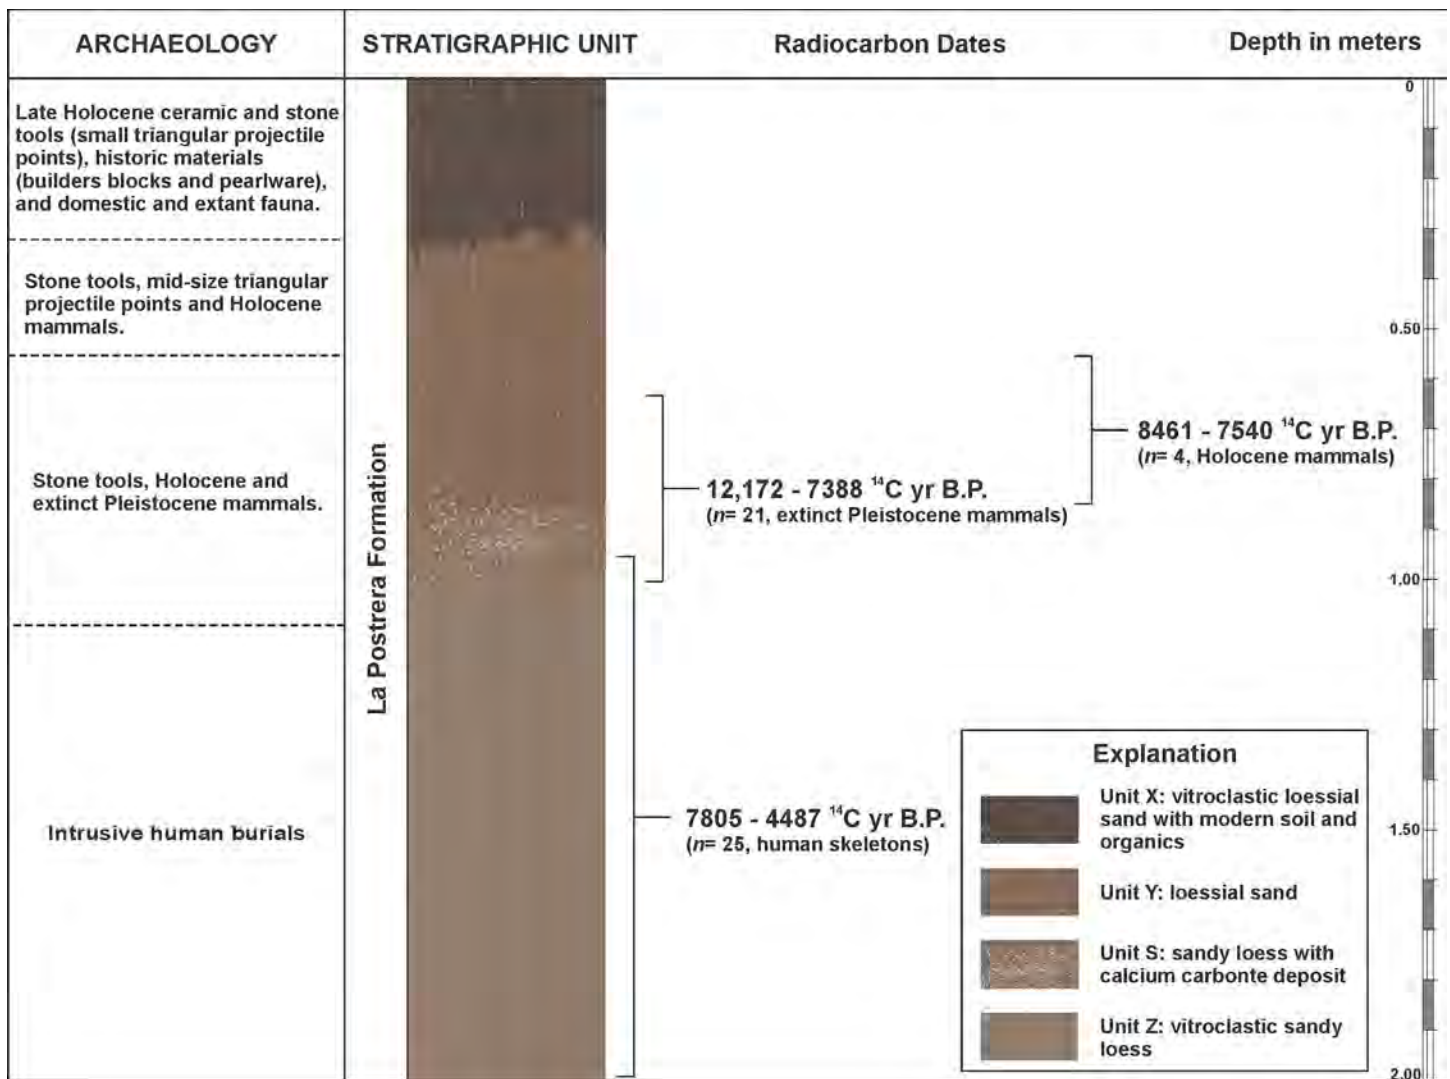 ARCHAEOLOGY
STRATIGRAPHIC UNIT
Radiocarbon Dates
Depth in meters
Late Holocene ceramic and stone
tools (small triangular projectile
points), historic materials
(builders blocks and pearlware),
and domestic and extant fauna.
Stone tools, mid-size triangular
projectile points and Holocene
mammals.
Stone tools, Holocene and
extinct Pleistocene mammals.
Intrusive human burials
La Postrera Formation
12,172 - 7388 ¹⁴C yr B.P.
(n= 21, extinct Pleistocene mammals)
8461 - 7540 ¹⁴C yr B.P.
(n= 4, Holocene mammals)
7805 - 4487 ¹⁴C yr B.P.
(n= 25, human skeletons)
0
0.50
1.00
1.50
2.00
Explanation
Unit X: vitroclastic loessial
sand with modern soil and
organics
Unit Y: loessial sand
Unit S: sandy loess with
calcium carbonte deposit
Unit Z: vitroclastic sandy
loess